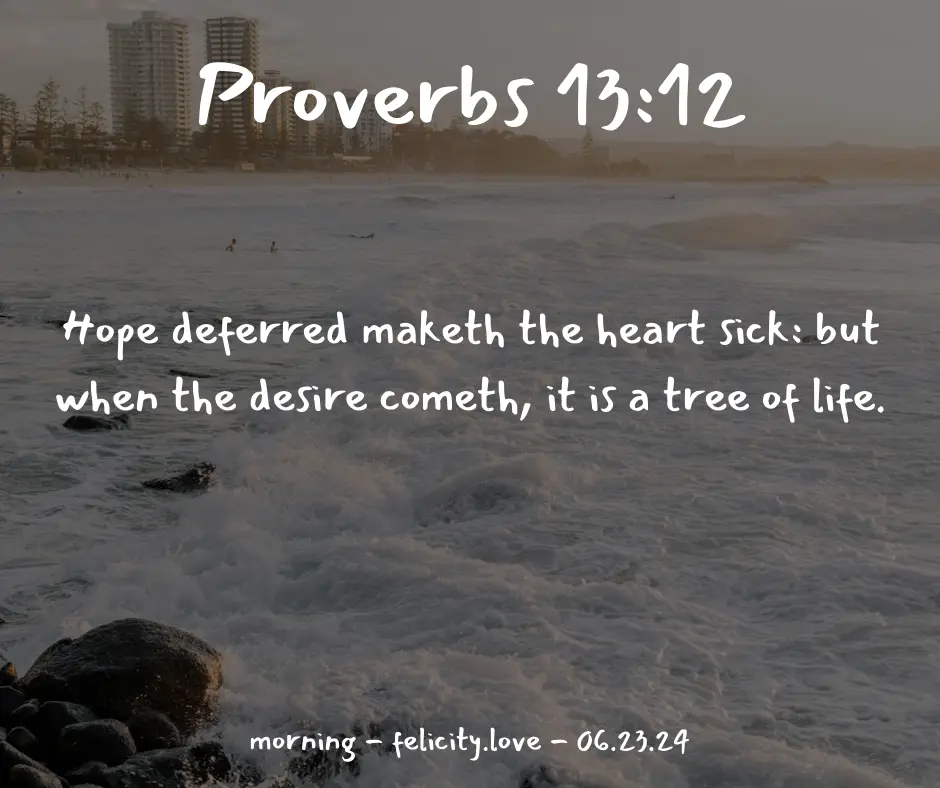 Proverbs 13:12
Hope deferred maketh the heart sick: but
when the desire cometh, it is a tree of life.
morning - felicity.love - 06.23.24